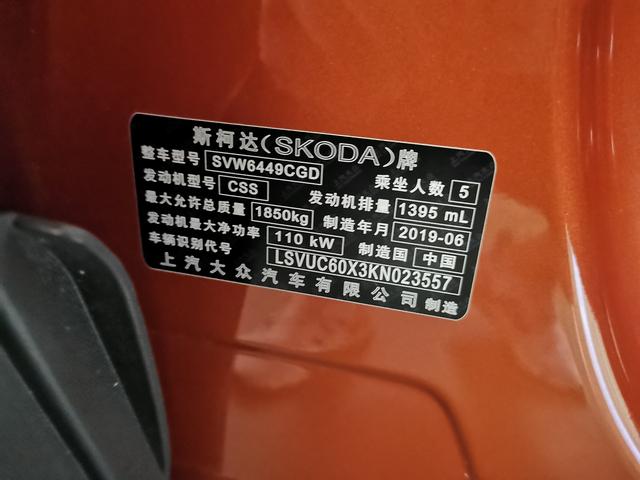 斯柯达(SKODA)牌
整车型号 SVW6449CGD 乘坐人数 5
发动机型号 CSS 发动机排量 1395 mL
最大允许总质量 1850kg 制造年月 2019-06
发动机最大净功率 110 kW 制造国 中国
车辆识别代号 LSVUC60X3KN023557
上汽大众汽车有限公司 制造